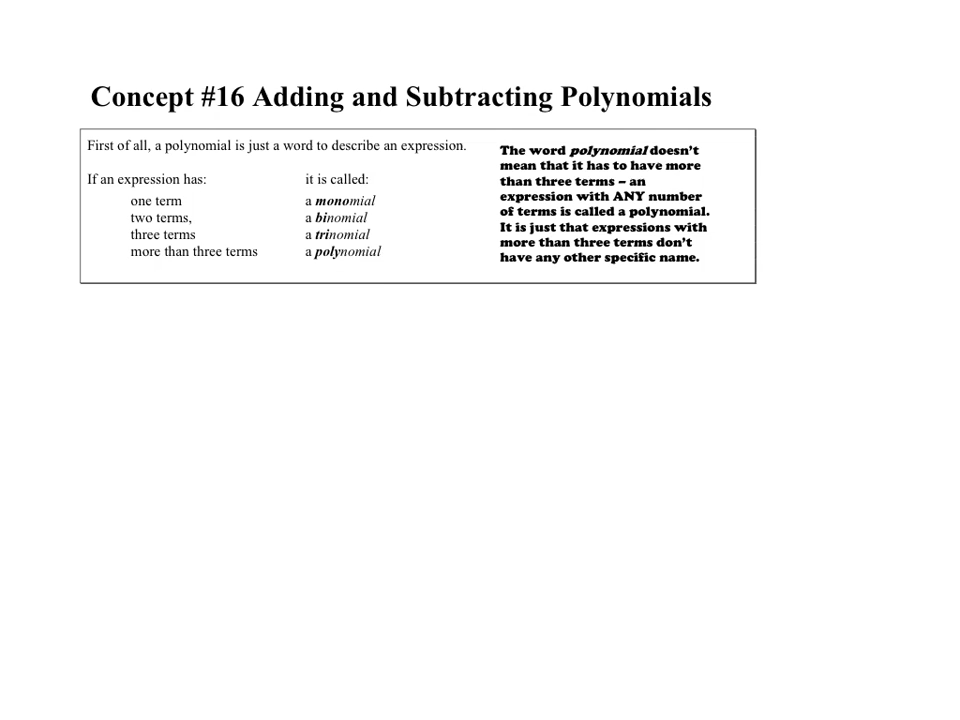 Concept #16 Adding and Subtracting Polynomials
First of all, a polynomial is just a word to describe an expression.
If an expression has: it is called:
one term a monomial
two terms, a binomial
three terms a trinomial
more than three terms a polynomial
The word polynomial doesn't
mean that it has to have more
than three terms – an
expression with ANY number
of terms is called a polynomial.
It is just that expressions with
more than three terms don't
have any other specific name.